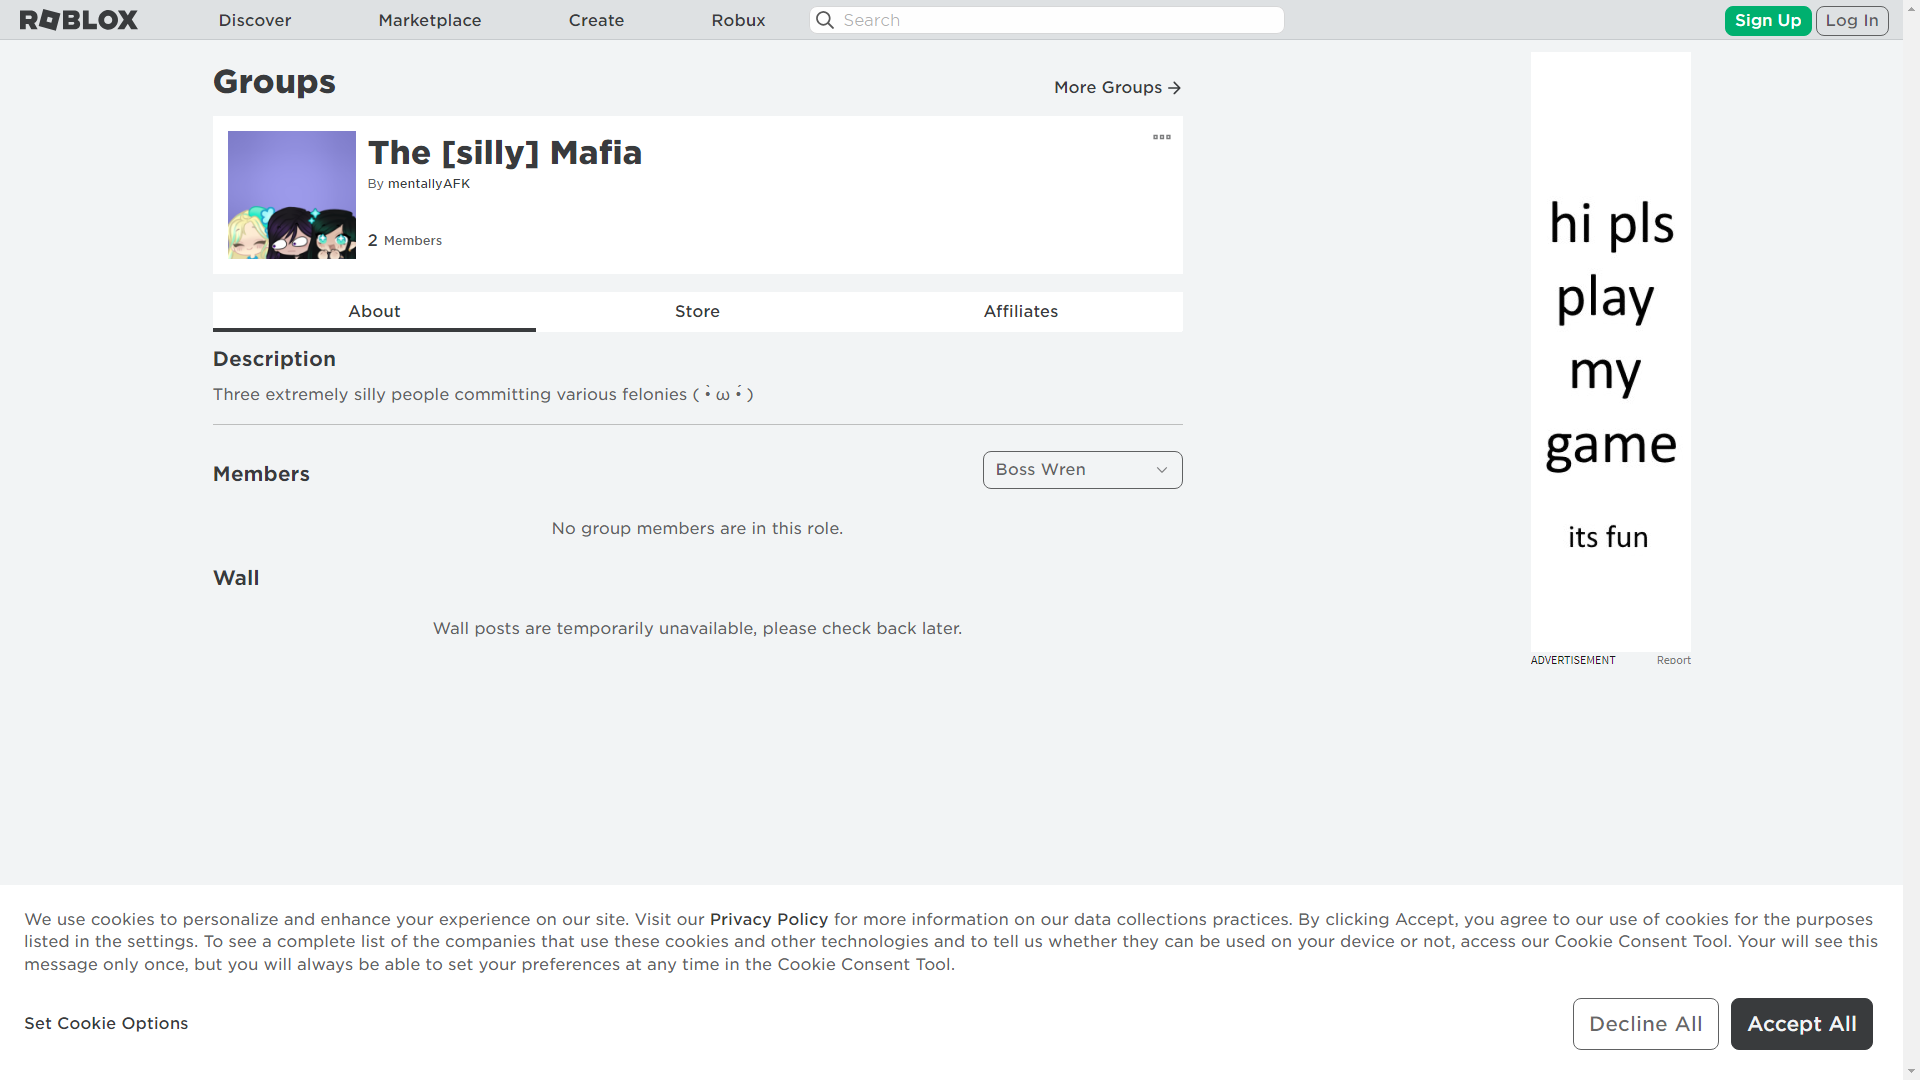 ROBLOX
Discover
Marketplace
Create
Robux
Search
Sign Up
Log In
Groups
More Groups
The [silly] Mafia
By mentallyAFK
2 Members
About
Store
Affiliates
Description
Three extremely silly people committing various felonies ( •̀ ω •́ )
Members
Boss Wren
No group members are in this role.
Wall
Wall posts are temporarily unavailable, please check back later.
hi pls
play
my
game
its fun
ADVERTISEMENT
Report
We use cookies to personalize and enhance your experience on our site. Visit our Privacy Policy for more information on our data collections practices. By clicking Accept, you agree to our use of cookies for the purposes
listed in the settings. To see a complete list of the companies that use these cookies and other technologies and to tell us whether they can be used on your device or not, access our Cookie Consent Tool. Your will see this
message only once, but you will always be able to set your preferences at any time in the Cookie Consent Tool.
Set Cookie Options
Decline All
Accept All